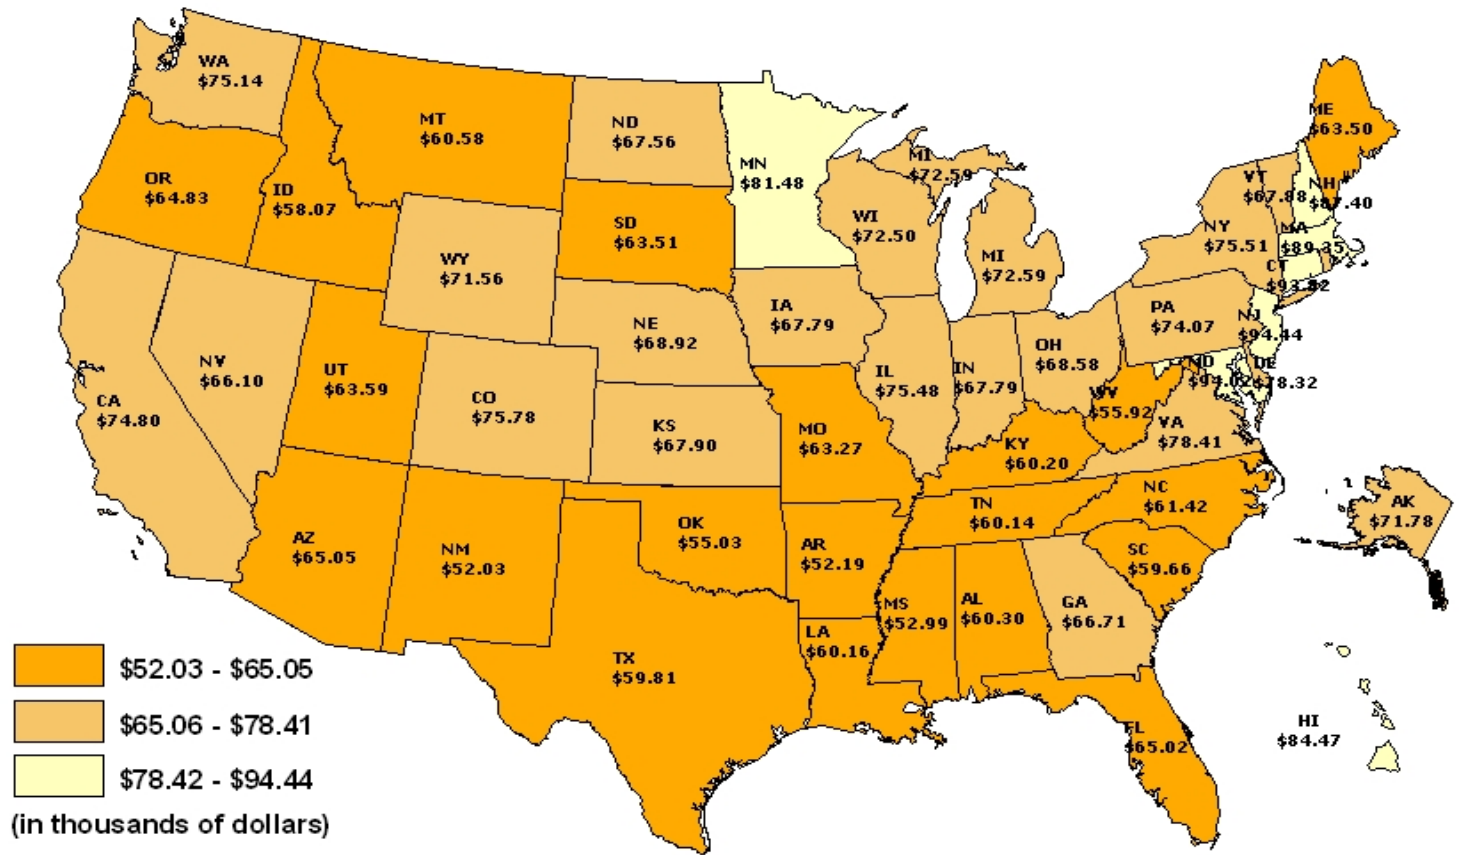 WA
$75.14
MT
$60.58
ND
$67.56
MN
$81.48
MI
$72.59
ME
$63.50
OR
$64.83
ID
$58.07
SD
$63.51
WI
$72.50
VT
$67.88
NH
$87.40
WY
$71.56
MI
$72.59
NY
$75.51
MA
$89.35
CT
IA
$67.79
NE
$68.92
PA
$74.07
NJ
$94.44
NV
$66.10
UT
$63.59
CO
$75.78
IL
$75.48
IN
$67.79
OH
$68.58
MD
DE
$78.32
CA
$74.80
KS
$67.90
MO
$63.27
WV
$55.92
VA
$78.41
KY
$60.20
NC
$61.42
AK
$71.78
AZ
$65.05
NM
$52.03
OK
$55.03
AR
$52.19
TN
$60.14
SC
$59.66
MS
$52.99
AL
$60.30
GA
$66.71
TX
$59.81
LA
$60.16
FL
$65.02
HI
$84.47
$52.03 - $65.05
$65.06 - $78.41
$78.42 - $94.44
(in thousands of dollars)